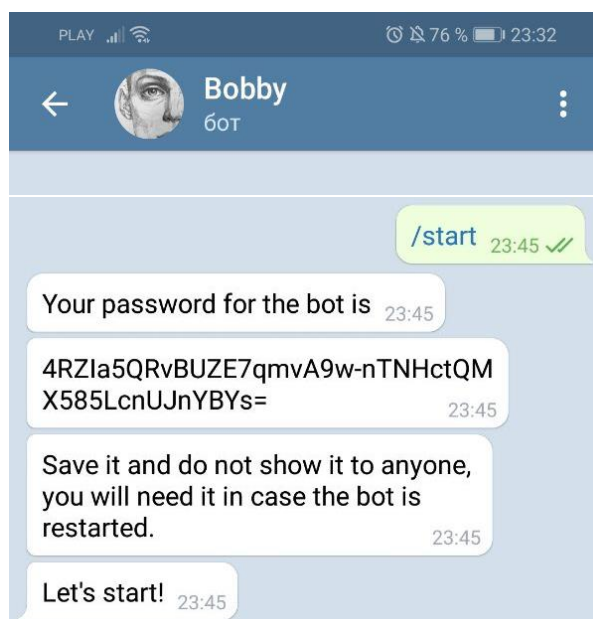 PLAY 76 % 23:32
Bobby
бот
/start 23:45
Your password for the bot is 23:45
4RZIa5QRvBUZE7qmvA9w-nTNHctQM
X585LcnUJnYBYs=
23:45
Save it and do not show it to anyone,
you will need it in case the bot is
restarted.
23:45
Let's start! 23:45